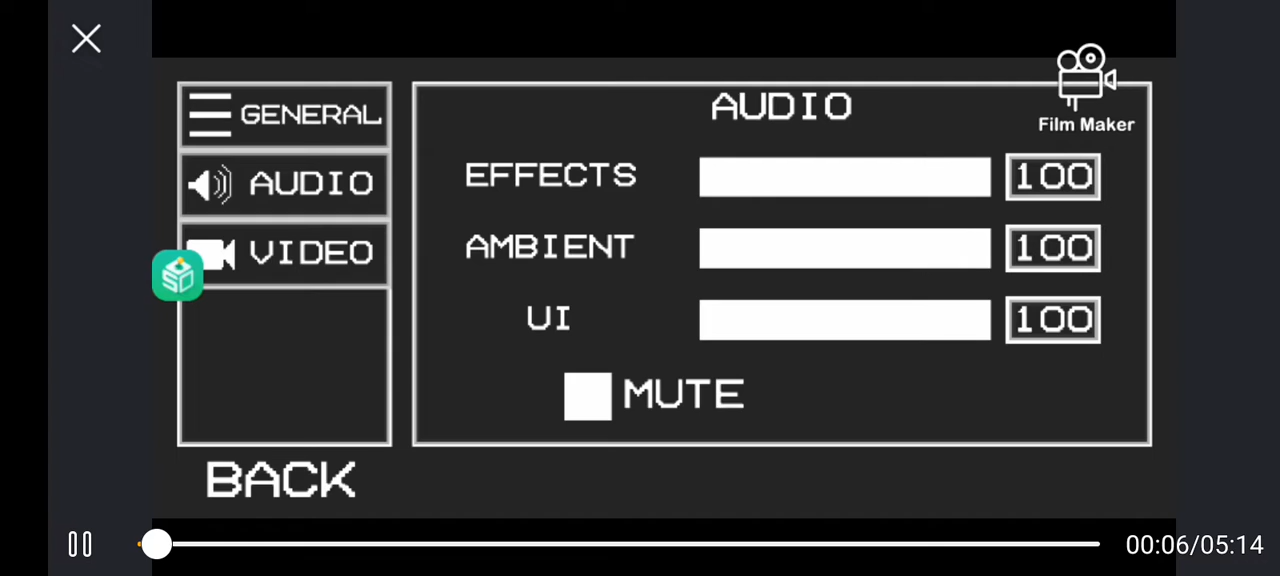 GENERAL
AUDIO
VIDEO
BACK
AUDIO
EFFECTS 100
AMBIENT 100
UI 100
MUTE
Film Maker
00:06/05:14